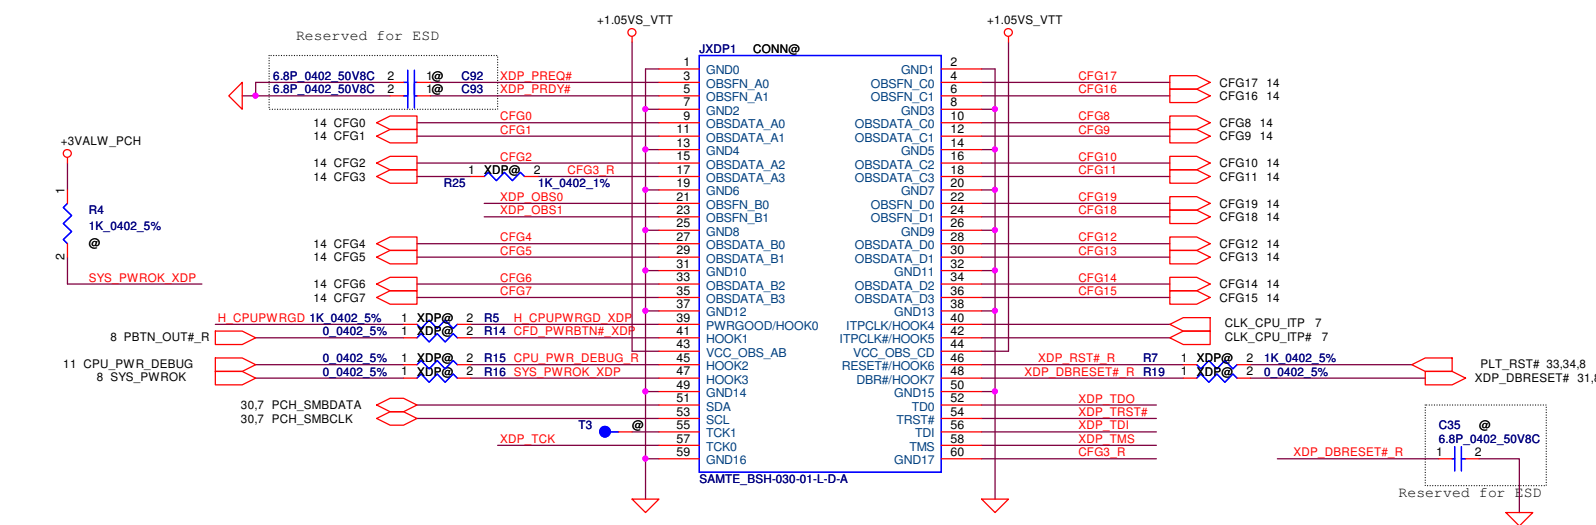 +1.05VS_VTT +1.05VS_VTT
Reserved for ESD
JXDP1 CONN@
1 GND0 GND1 2
6.8P_0402_50V8C 2 1@ C92 XDP_PREQ# 3 OBSFN_A0 OBSFN_C0 4 CFG17 CFG17 14
6.8P_0402_50V8C 2 1@ C93 XDP_PRDY# 5 OBSFN_A1 OBSFN_C1 6 CFG16 CFG16 14
7 GND2 GND3 8
14 CFG0 CFG0 9 OBSDATA_A0 OBSDATA_C0 10 CFG8 CFG8 14
14 CFG1 CFG1 11 OBSDATA_A1 OBSDATA_C1 12 CFG9 CFG9 14
+3VALW_PCH 13 GND4 GND5 14
14 CFG2 CFG2 15 OBSDATA_A2 OBSDATA_C2 16 CFG10 CFG10 14
14 CFG3 1 XDP@ 2 CFG3_R 17 OBSDATA_A3 OBSDATA_C3 18 CFG11 CFG11 14
R25 1K_0402_1%
1 19 GND6 GND7 20
XDP_OBS0 21 OBSFN_B0 OBSFN_D0 22 CFG19 CFG19 14
R4 XDP_OBS1 23 OBSFN_B1 OBSFN_D1 24 CFG18 CFG18 14
1K_0402_5% 25 GND8 GND9 26
@ 14 CFG4 CFG4 27 OBSDATA_B0 OBSDATA_D0 28 CFG12 CFG12 14
2 14 CFG5 CFG5 29 OBSDATA_B1 OBSDATA_D1 30 CFG13 CFG13 14
31 GND10 GND11 32
SYS_PWROK_XDP 14 CFG6 CFG6 33 OBSDATA_B2 OBSDATA_D2 34 CFG14 CFG14 14
14 CFG7 CFG7 35 OBSDATA_B3 OBSDATA_D3 36 CFG15 CFG15 14
37 GND12 GND13 38
H_CPUPWRGD 1K_0402_5% 1 XDP@ 2 R5 H_CPUPWRGD_XDP 39 PWRGOOD/HOOK0 ITPCLK/HOOK4 40 CLK_CPU_ITP 7
8 PBTN_OUT#_R 0_0402_5% 1 XDP@ 2 R14 CFD_PWRBTN#_XDP 41 HOOK1 ITPCLK#/HOOK5 42 CLK_CPU_ITP# 7
43 VCC_OBS_AB VCC_OBS_CD 44
11 CPU_PWR_DEBUG 0_0402_5% 1 XDP@ 2 R15 CPU_PWR_DEBUG_R 45 HOOK2 RESET#/HOOK6 46 XDP_RST#_R R7 1 XDP@ 2 1K_0402_5% PLT_RST# 33,34,8
8 SYS_PWROK 0_0402_5% 1 XDP@ 2 R16 SYS_PWROK_XDP 47 HOOK3 DBR#/HOOK7 48 XDP_DBRESET#_R R19 1 XDP@ 2 0_0402_5% XDP_DBRESET# 31,8
49 GND14 GND15 50
30,7 PCH_SMBDATA 51 SDA TD0 52 XDP_TDO
30,7 PCH_SMBCLK 53 SCL TRST# 54 XDP_TRST#
T3 @ 55 TCK1 TDI 56 XDP_TDI C35 @
XDP_TCK 57 TCK0 TMS 58 XDP_TMS 6.8P_0402_50V8C
59 GND16 GND17 60 CFG3_R XDP_DBRESET#_R 1 2
SAMTE_BSH-030-01-L-D-A
Reserved for ESD